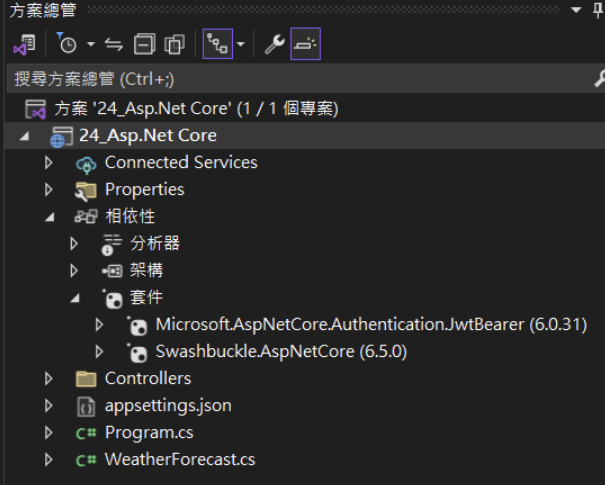 方案總管
搜尋方案總管 (Ctrl+;)
方案 '24_Asp.Net Core' (1 / 1 個專案)
24_Asp.Net Core
Connected Services
Properties
相依性
分析器
架構
套件
Microsoft.AspNetCore.Authentication.JwtBearer (6.0.31)
Swashbuckle.AspNetCore (6.5.0)
Controllers
appsettings.json
C# Program.cs
C# WeatherForecast.cs